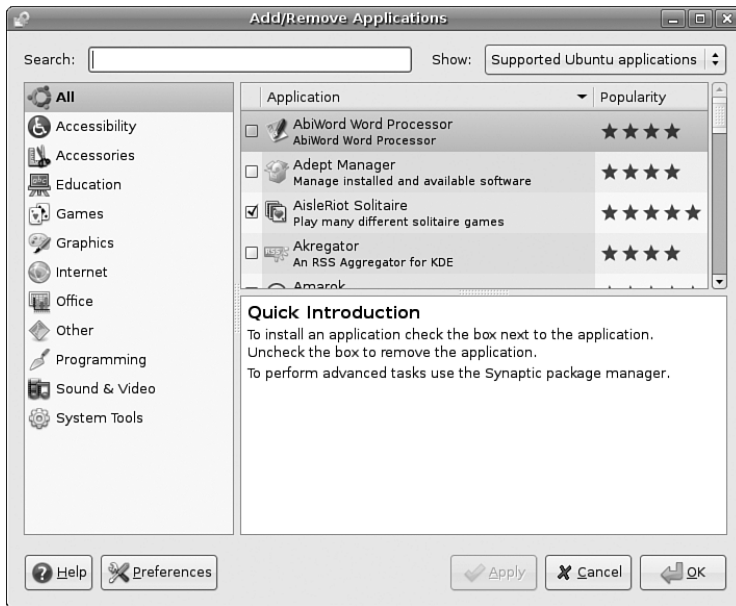 Add/Remove Applications
Search:
Show: Supported Ubuntu applications
All
Accessibility
Accessories
Education
Games
Graphics
Internet
Office
Other
Programming
Sound & Video
System Tools
Application Popularity
AbiWord Word Processor
AbiWord Word Processor
Adept Manager
Manage installed and available software
AisleRiot Solitaire
Play many different solitaire games
Akregator
An RSS Aggregator for KDE
Amarok
Quick Introduction
To install an application check the box next to the application.
Uncheck the box to remove the application.
To perform advanced tasks use the Synaptic package manager.
Help
Preferences
Apply
Cancel
OK